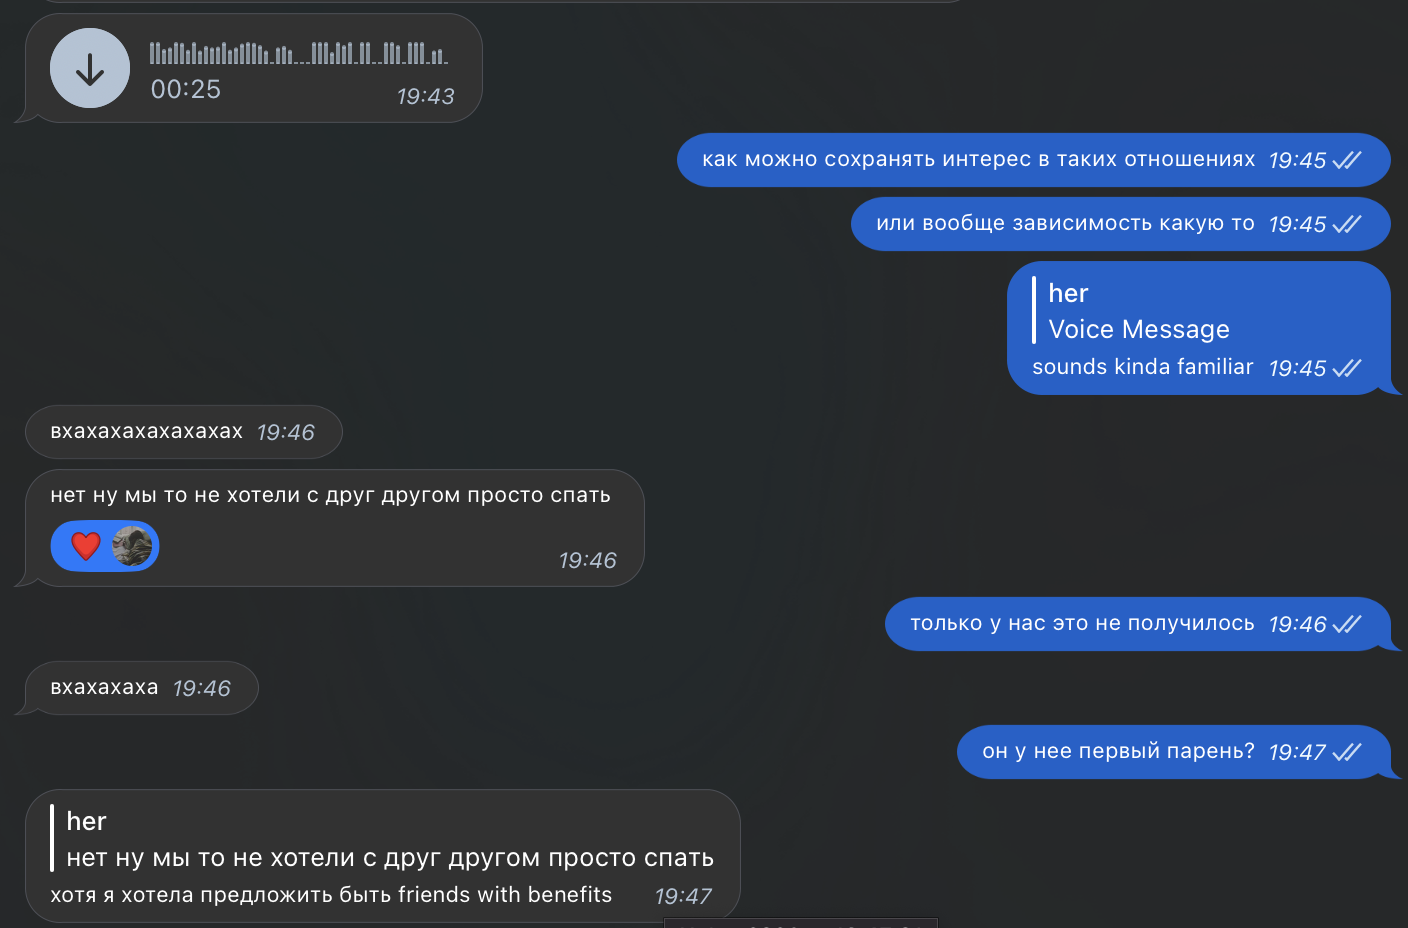 00:25
19:43
как можно сохранять интерес в таких отношениях 19:45
или вообще зависимость какую то 19:45
her
Voice Message
sounds kinda familiar 19:45
вхахахахахахахах 19:46
нет ну мы то не хотели с друг другом просто спать
19:46
только у нас это не получилось 19:46
вхахахаха 19:46
он у нее первый парень? 19:47
her
нет ну мы то не хотели с друг другом просто спать
хотя я хотела предложить быть friends with benefits 19:47